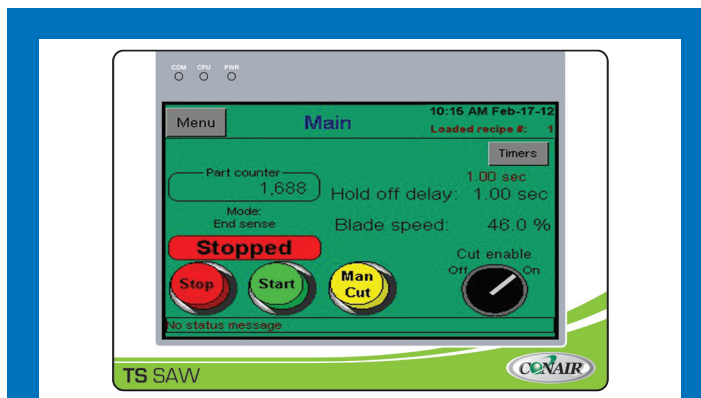 COM CPU PWR
Menu
Main
10:15 AM Feb-17-12
Loaded recipe #: 1
Timers
Part counter
1,688
1.00 sec
Hold off delay: 1.00 sec
Mode:
End sense
Blade speed: 46.0 %
Stopped
Cut enable
Off On
Stop
Start
Man
Cut
No status message
TS SAW
CONAIR